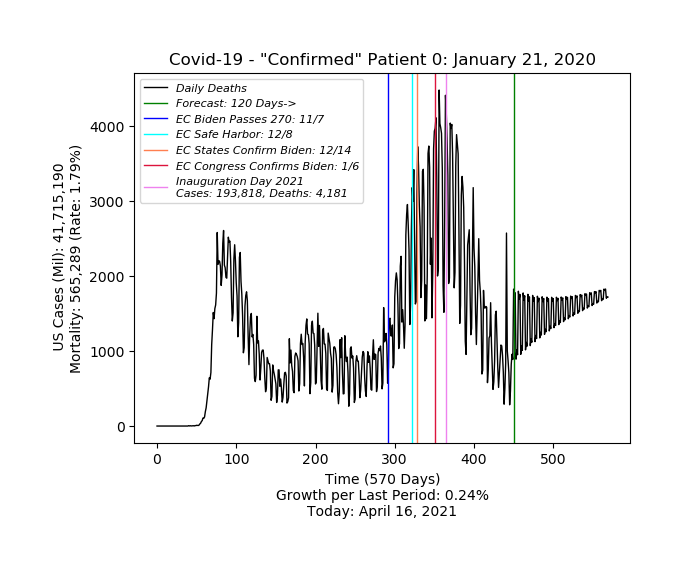 Covid-19 - "Confirmed" Patient 0: January 21, 2020
Daily Deaths
Forecast: 120 Days->
EC Biden Passes 270: 11/7
EC Safe Harbor: 12/8
EC States Confirm Biden: 12/14
EC Congress Confirms Biden: 1/6
Inauguration Day 2021
Cases: 193,818, Deaths: 4,181
US Cases (Mil): 41,715,190
Mortality: 565,289 (Rate: 1.79%)
4000
3000
2000
1000
0
0 100 200 300 400 500
Time (570 Days)
Growth per Last Period: 0.24%
Today: April 16, 2021